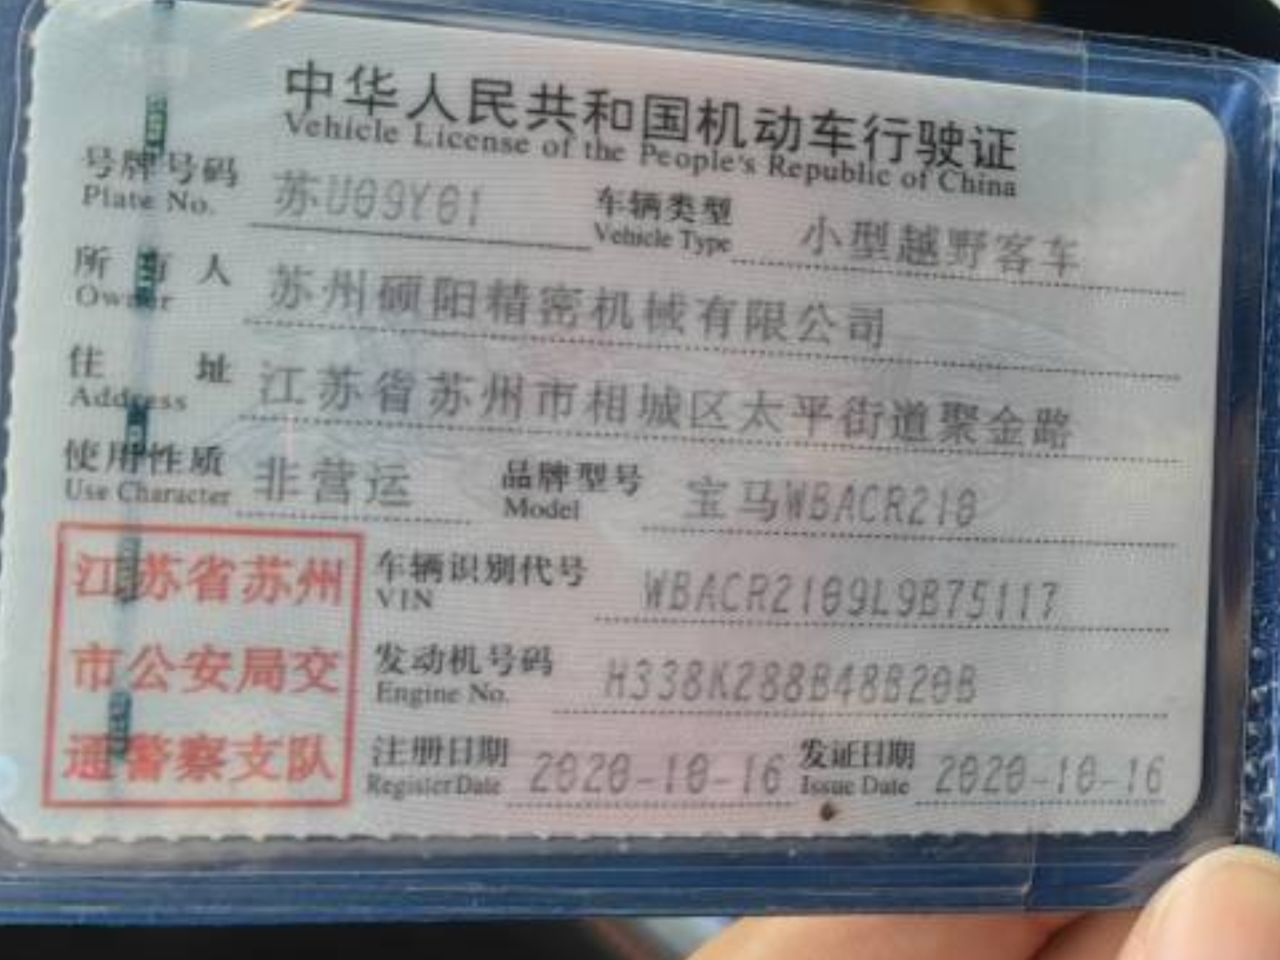 中华人民共和国机动车行驶证
Vehicle License of the People's Republic of China
号牌号码 苏U09Y01 车辆类型 小型越野客车
Plate No. Vehicle Type
所有人 苏州硕阳精密机械有限公司
Owner
住址 江苏省苏州市相城区太平街道聚金路
Address
使用性质 非营运 品牌型号 宝马WBACR210
Use Character Model
江苏省苏州
市公安局交
通警察支队
车辆识别代号 WBACR2109L9B75117
VIN
发动机号码 H338K288B48B20B
Engine No.
注册日期 2020-10-16 发证日期 2020-10-16
Register Date Issue Date